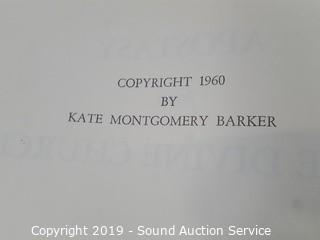 COPYRIGHT 1960
BY
KATE MONTGOMERY BARKER
Copyright 2019 - Sound Auction Service